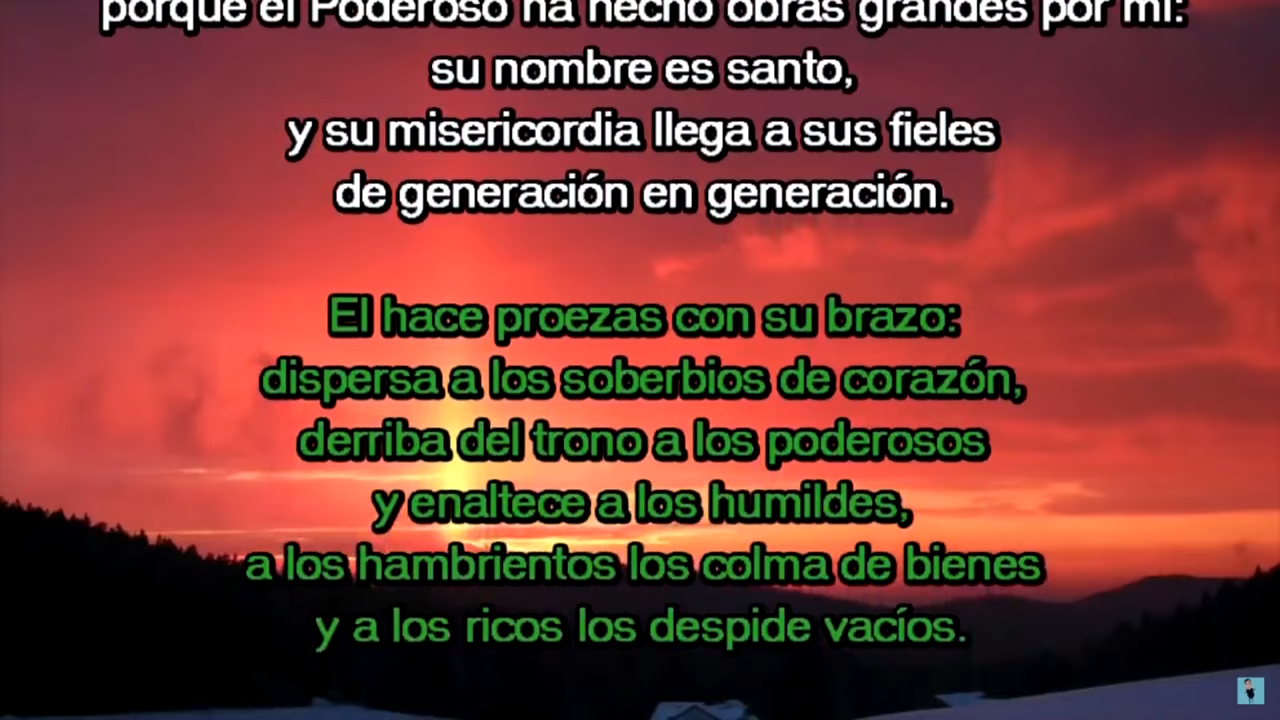 porque el Poderoso ha hecho obras grandes por mí:
su nombre es santo,
y su misericordia llega a sus fieles
de generación en generación.
El hace proezas con su brazo:
dispersa a los soberbios de corazón,
derriba del trono a los poderosos
y enaltece a los humildes,
a los hambrientos los colma de bienes
y a los ricos los despide vacíos.